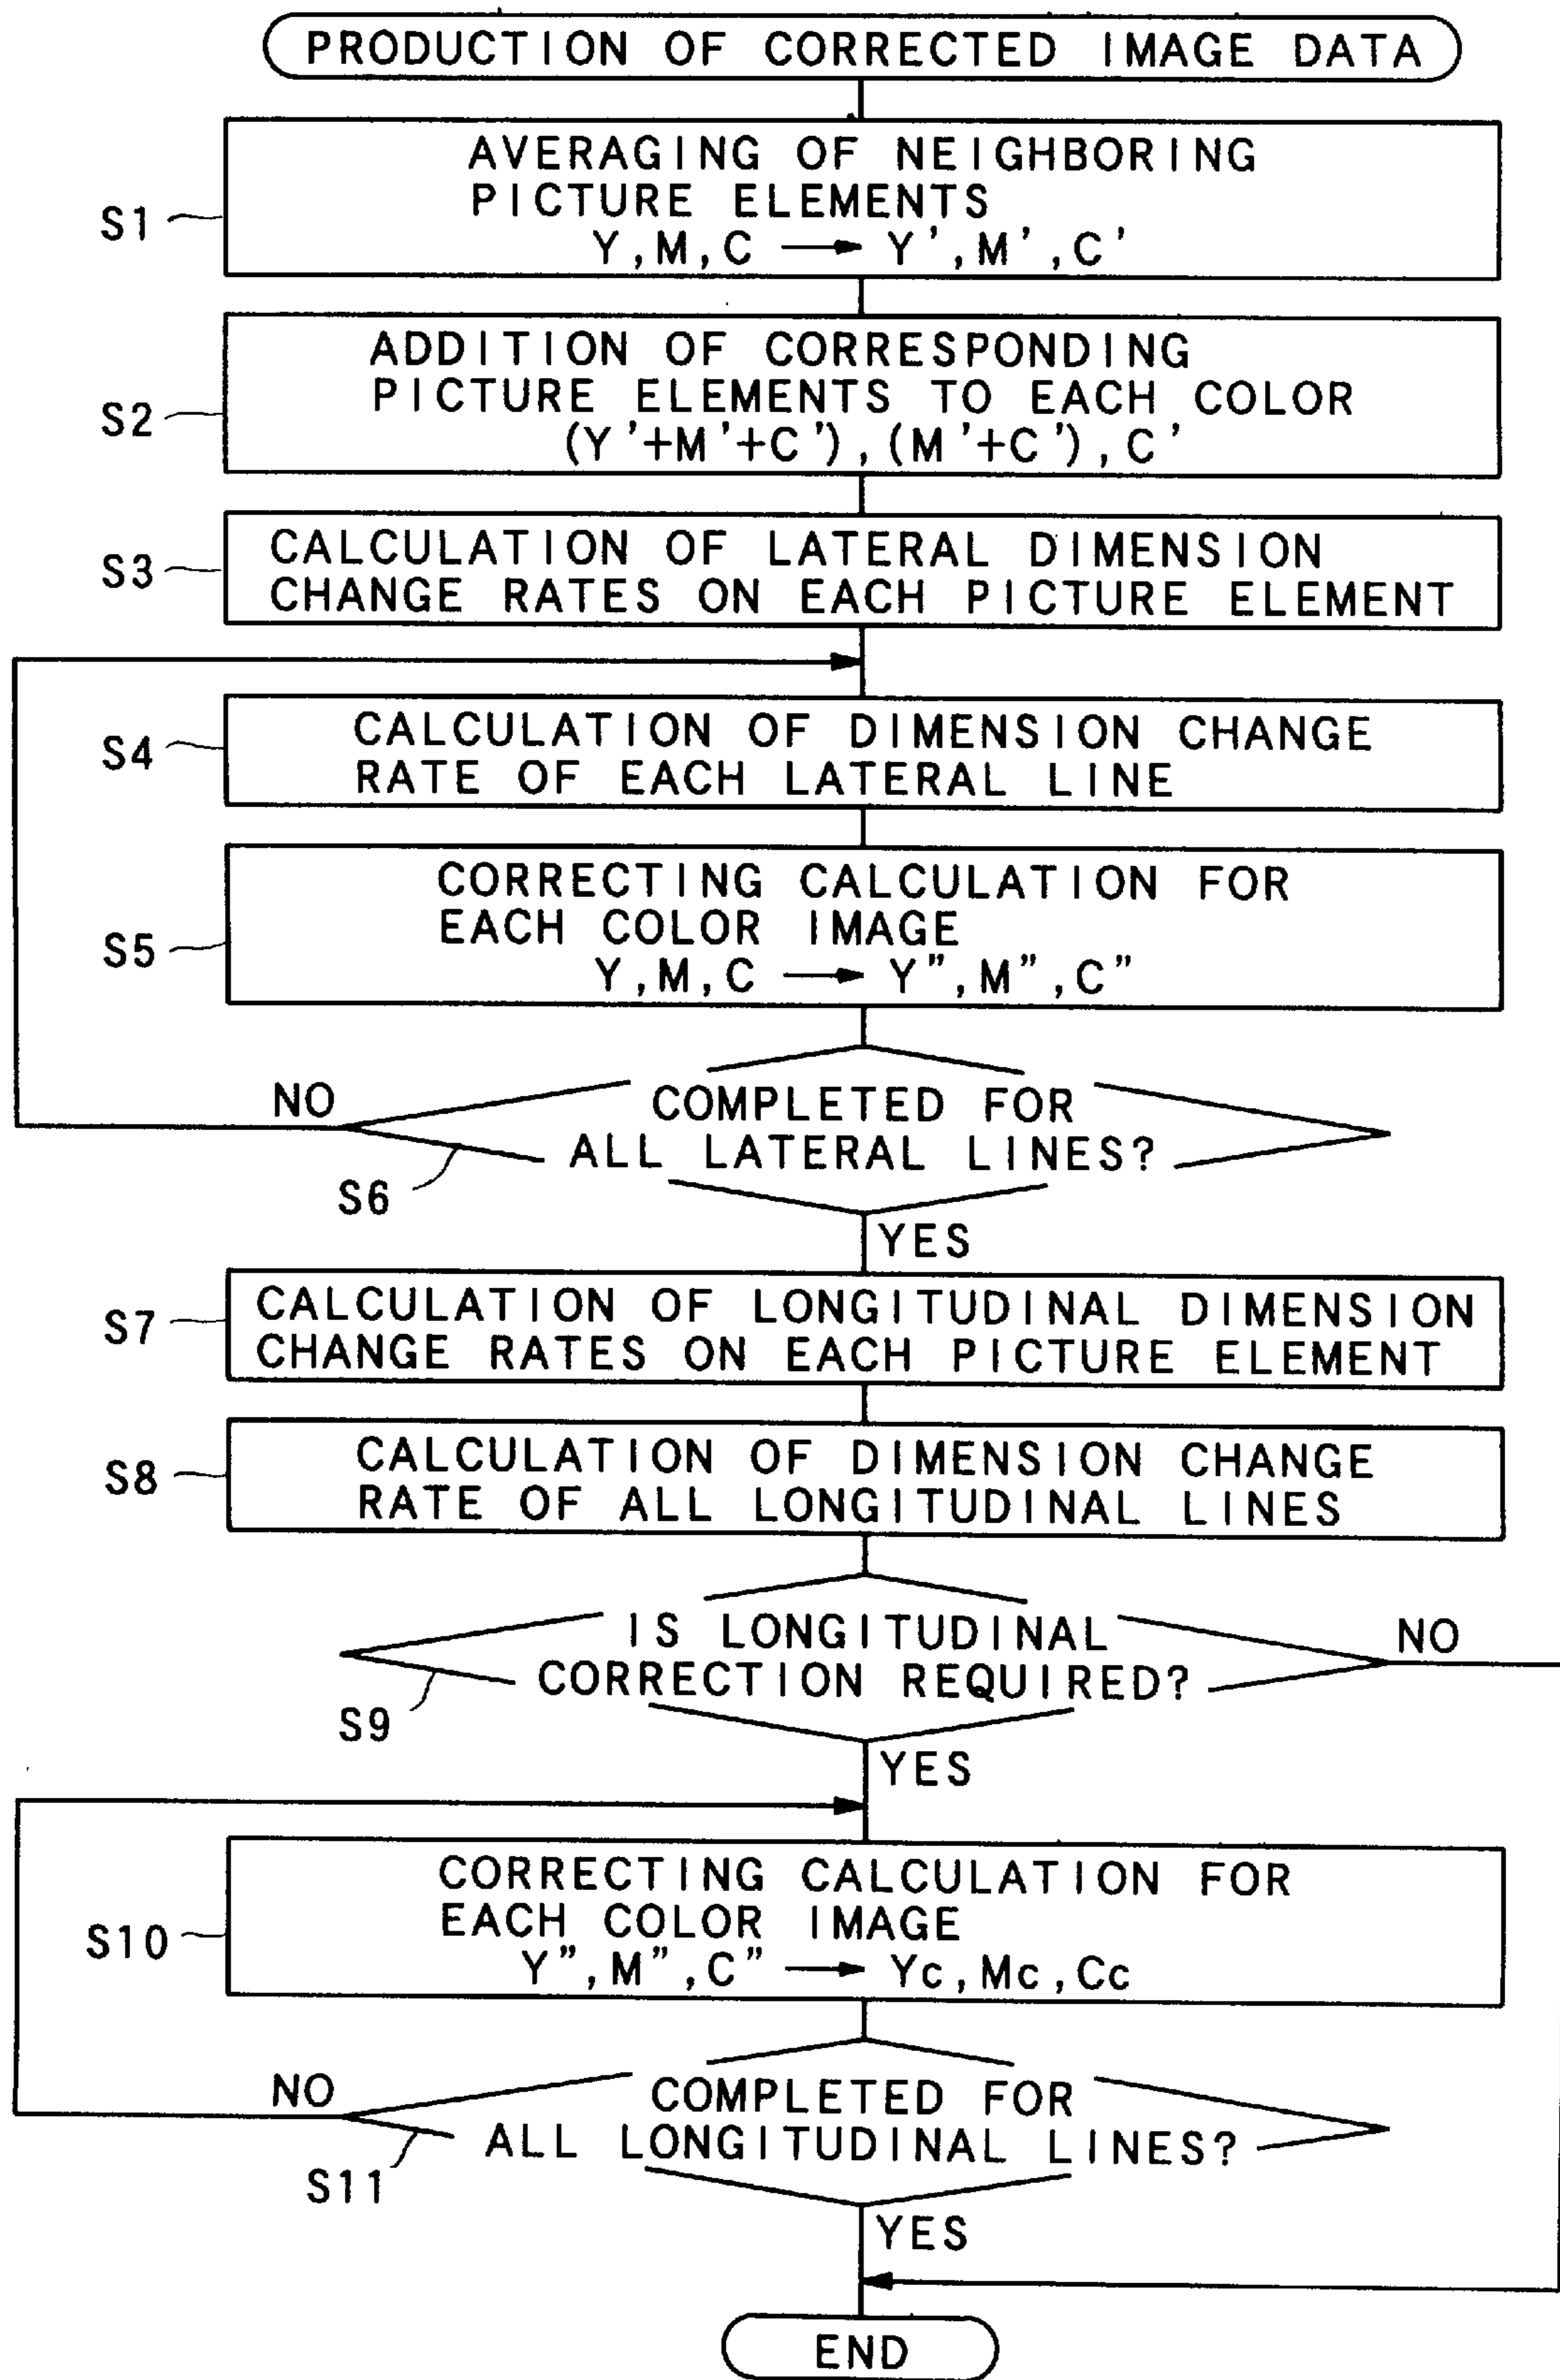 PRODUCTION OF CORRECTED IMAGE DATA
AVERAGING OF NEIGHBORING
PICTURE ELEMENTS
S1
Y,M,C → Y',M',C'
ADDITION OF CORRESPONDING
PICTURE ELEMENTS TO EACH COLOR
S2
(Y'+M'+C'),(M'+C'),C'
CALCULATION OF LATERAL DIMENSION
S3
CHANGE RATES ON EACH PICTURE ELEMENT
CALCULATION OF DIMENSION CHANGE
S4
RATE OF EACH LATERAL LINE
CORRECTING CALCULATION FOR
EACH COLOR IMAGE
S5
Y",M",C" 
Y,M,C → Y",M",C"
NO
COMPLETED FOR
ALL LATERAL LINES?
S6
YES
CALCULATION OF LONGITUDINAL DIMENSION
S7
CHANGE RATES ON EACH PICTURE ELEMENT
CALCULATION OF DIMENSION CHANGE
S8
RATE OF ALL LONGITUDINAL LINES
IS LONGITUDINAL
NO
CORRECTION REQUIRED?
S9
YES
CORRECTING CALCULATION FOR
EACH COLOR IMAGE
S10
Y",M",C" → Yc,Mc,Cc
NO
COMPLETED FOR
ALL LONGITUDINAL LINES?
S11
YES
END